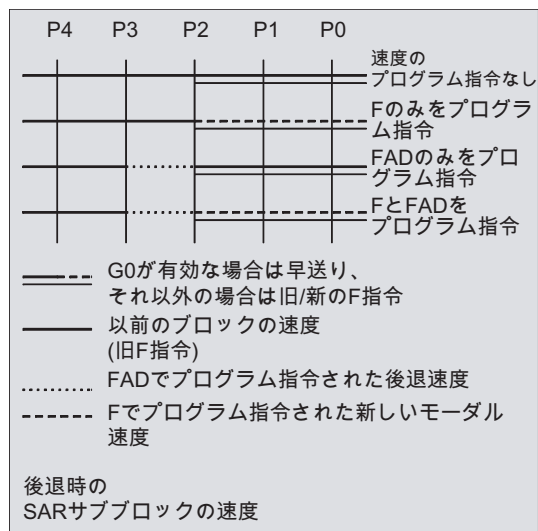 P4 P3 P2 P1 P0
速度の
プログラム指令なし
Fのみをプログラ
ム指令
FADのみをプロ
グラム指令
FとFADを
プログラム指令
G0が有効な場合は早送り、
それ以外の場合は旧/新のF指令
以前のブロックの速度
(旧F指令)
FADでプログラム指令された後退速度
Fでプログラム指令された新しいモーダル
速度
後退時の
SARサブブロックの速度